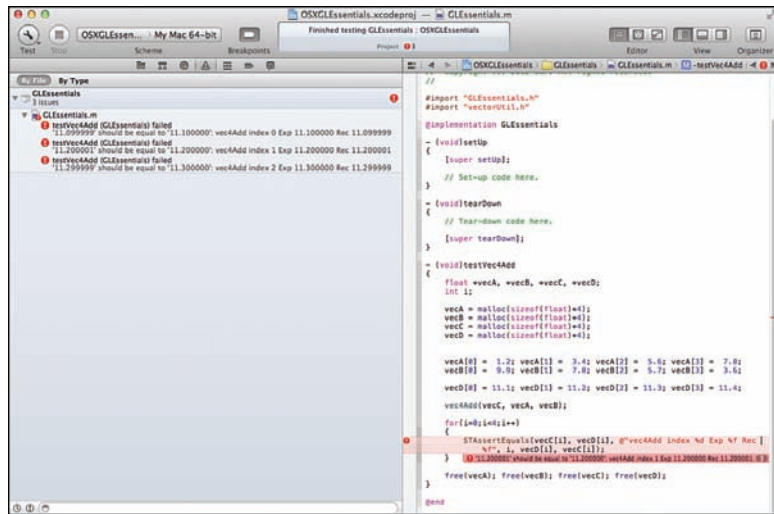 OSXGLEssentials.xcodeproj — GLEssentials.m
OSXGLEssen... My Mac 64-bit
Finished testing GLEssentials : OSXGLEssentials
Project 1
Test Stop Scheme Breakpoints Editor View Organizer
By File By Type
OSXGLEssentials GLEssentials GLEssentials.m -testVec4Add
GLEssentials
3 issues
GLEssentials.m
testVec4Add (GLEssentials) failed
'11.099999' should be equal to '11.100000': vec4Add index 0 Exp 11.100000 Rec 11.099999
testVec4Add (GLEssentials) failed
'11.200001' should be equal to '11.200000': vec4Add index 1 Exp 11.200000 Rec 11.200001
testVec4Add (GLEssentials) failed
'11.299999' should be equal to '11.300000': vec4Add index 2 Exp 11.300000 Rec 11.299999
//
#import "GLEssentials.h"
#import "vectorUtil.h"
@implementation GLEssentials
- (void)setUp
{
[super setUp];
// Set-up code here.
}
- (void)tearDown
{
// Tear-down code here.
[super tearDown];
}
- (void)testVec4Add
{
float *vecA, *vecB, *vecC, *vecD;
int i;
vecA = malloc(sizeof(float)*4);
vecB = malloc(sizeof(float)*4);
vecC = malloc(sizeof(float)*4);
vecD = malloc(sizeof(float)*4);
vecA[0] = 1.2; vecA[1] = 3.4; vecA[2] = 5.6; vecA[3] = 7.8;
vecB[0] = 9.9; vecB[1] = 7.8; vecB[2] = 5.7; vecB[3] = 3.6;
vecD[0] = 11.1; vecD[1] = 11.2; vecD[2] = 11.3; vecD[3] = 11.4;
vec4Add(vecC, vecA, vecB);
for(i=0;i<4;i++)
{
STAssertEquals(vecC[i], vecD[i], @"vec4Add index %d Exp %f Rec
%f", i, vecD[i], vecC[i]);
} '11.200001' should be equal to '11.200000': vec4Add index 1 Exp 11.200000 Rec 11.200001
free(vecA); free(vecB); free(vecC); free(vecD);
}
@end